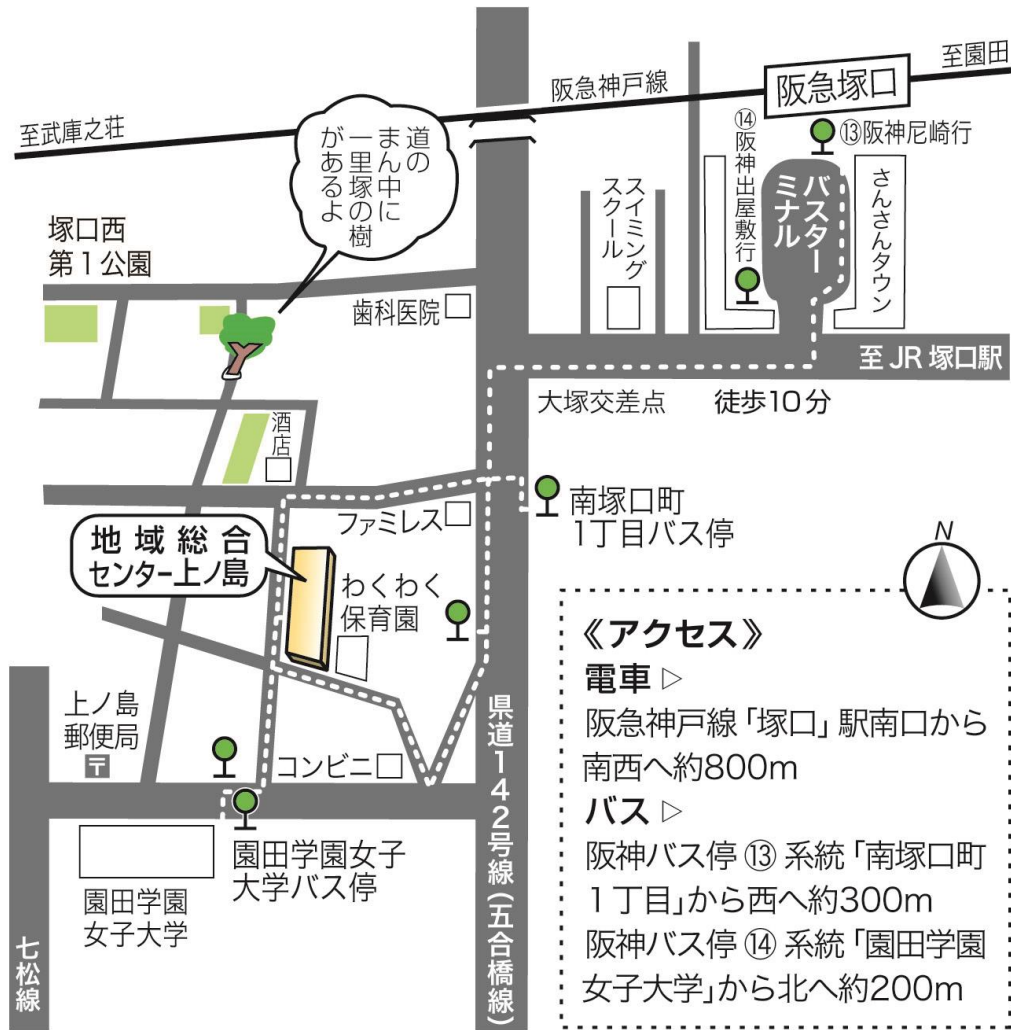 至園田
阪急塚口
阪急神戸線
至武庫之荘
⑬阪神尼崎行
⑭阪神出屋敷行
道の
まん中に
一里塚の樹
があるよ
バスター
ミナル
さんさんタウン
スイミング
スクール
塚口西
第1公園
歯科医院
至JR塚口駅
大塚交差点
徒歩10分
酒店
南塚口町
1丁目バス停
ファミレス
地域総合
センター上ノ島
わくわく
保育園
N
上ノ島
郵便局
〒
コンビニ
県道142号線(五合橋線)
園田学園女子
大学バス停
園田学園
女子大学
七松線
《アクセス》
電車 ▷
阪急神戸線「塚口」駅南口から
南西へ約800m
バス ▷
阪神バス停 ⑬ 系統「南塚口町
1丁目」から西へ約300m
阪神バス停 ⑭ 系統「園田学園
女子大学」から北へ約200m